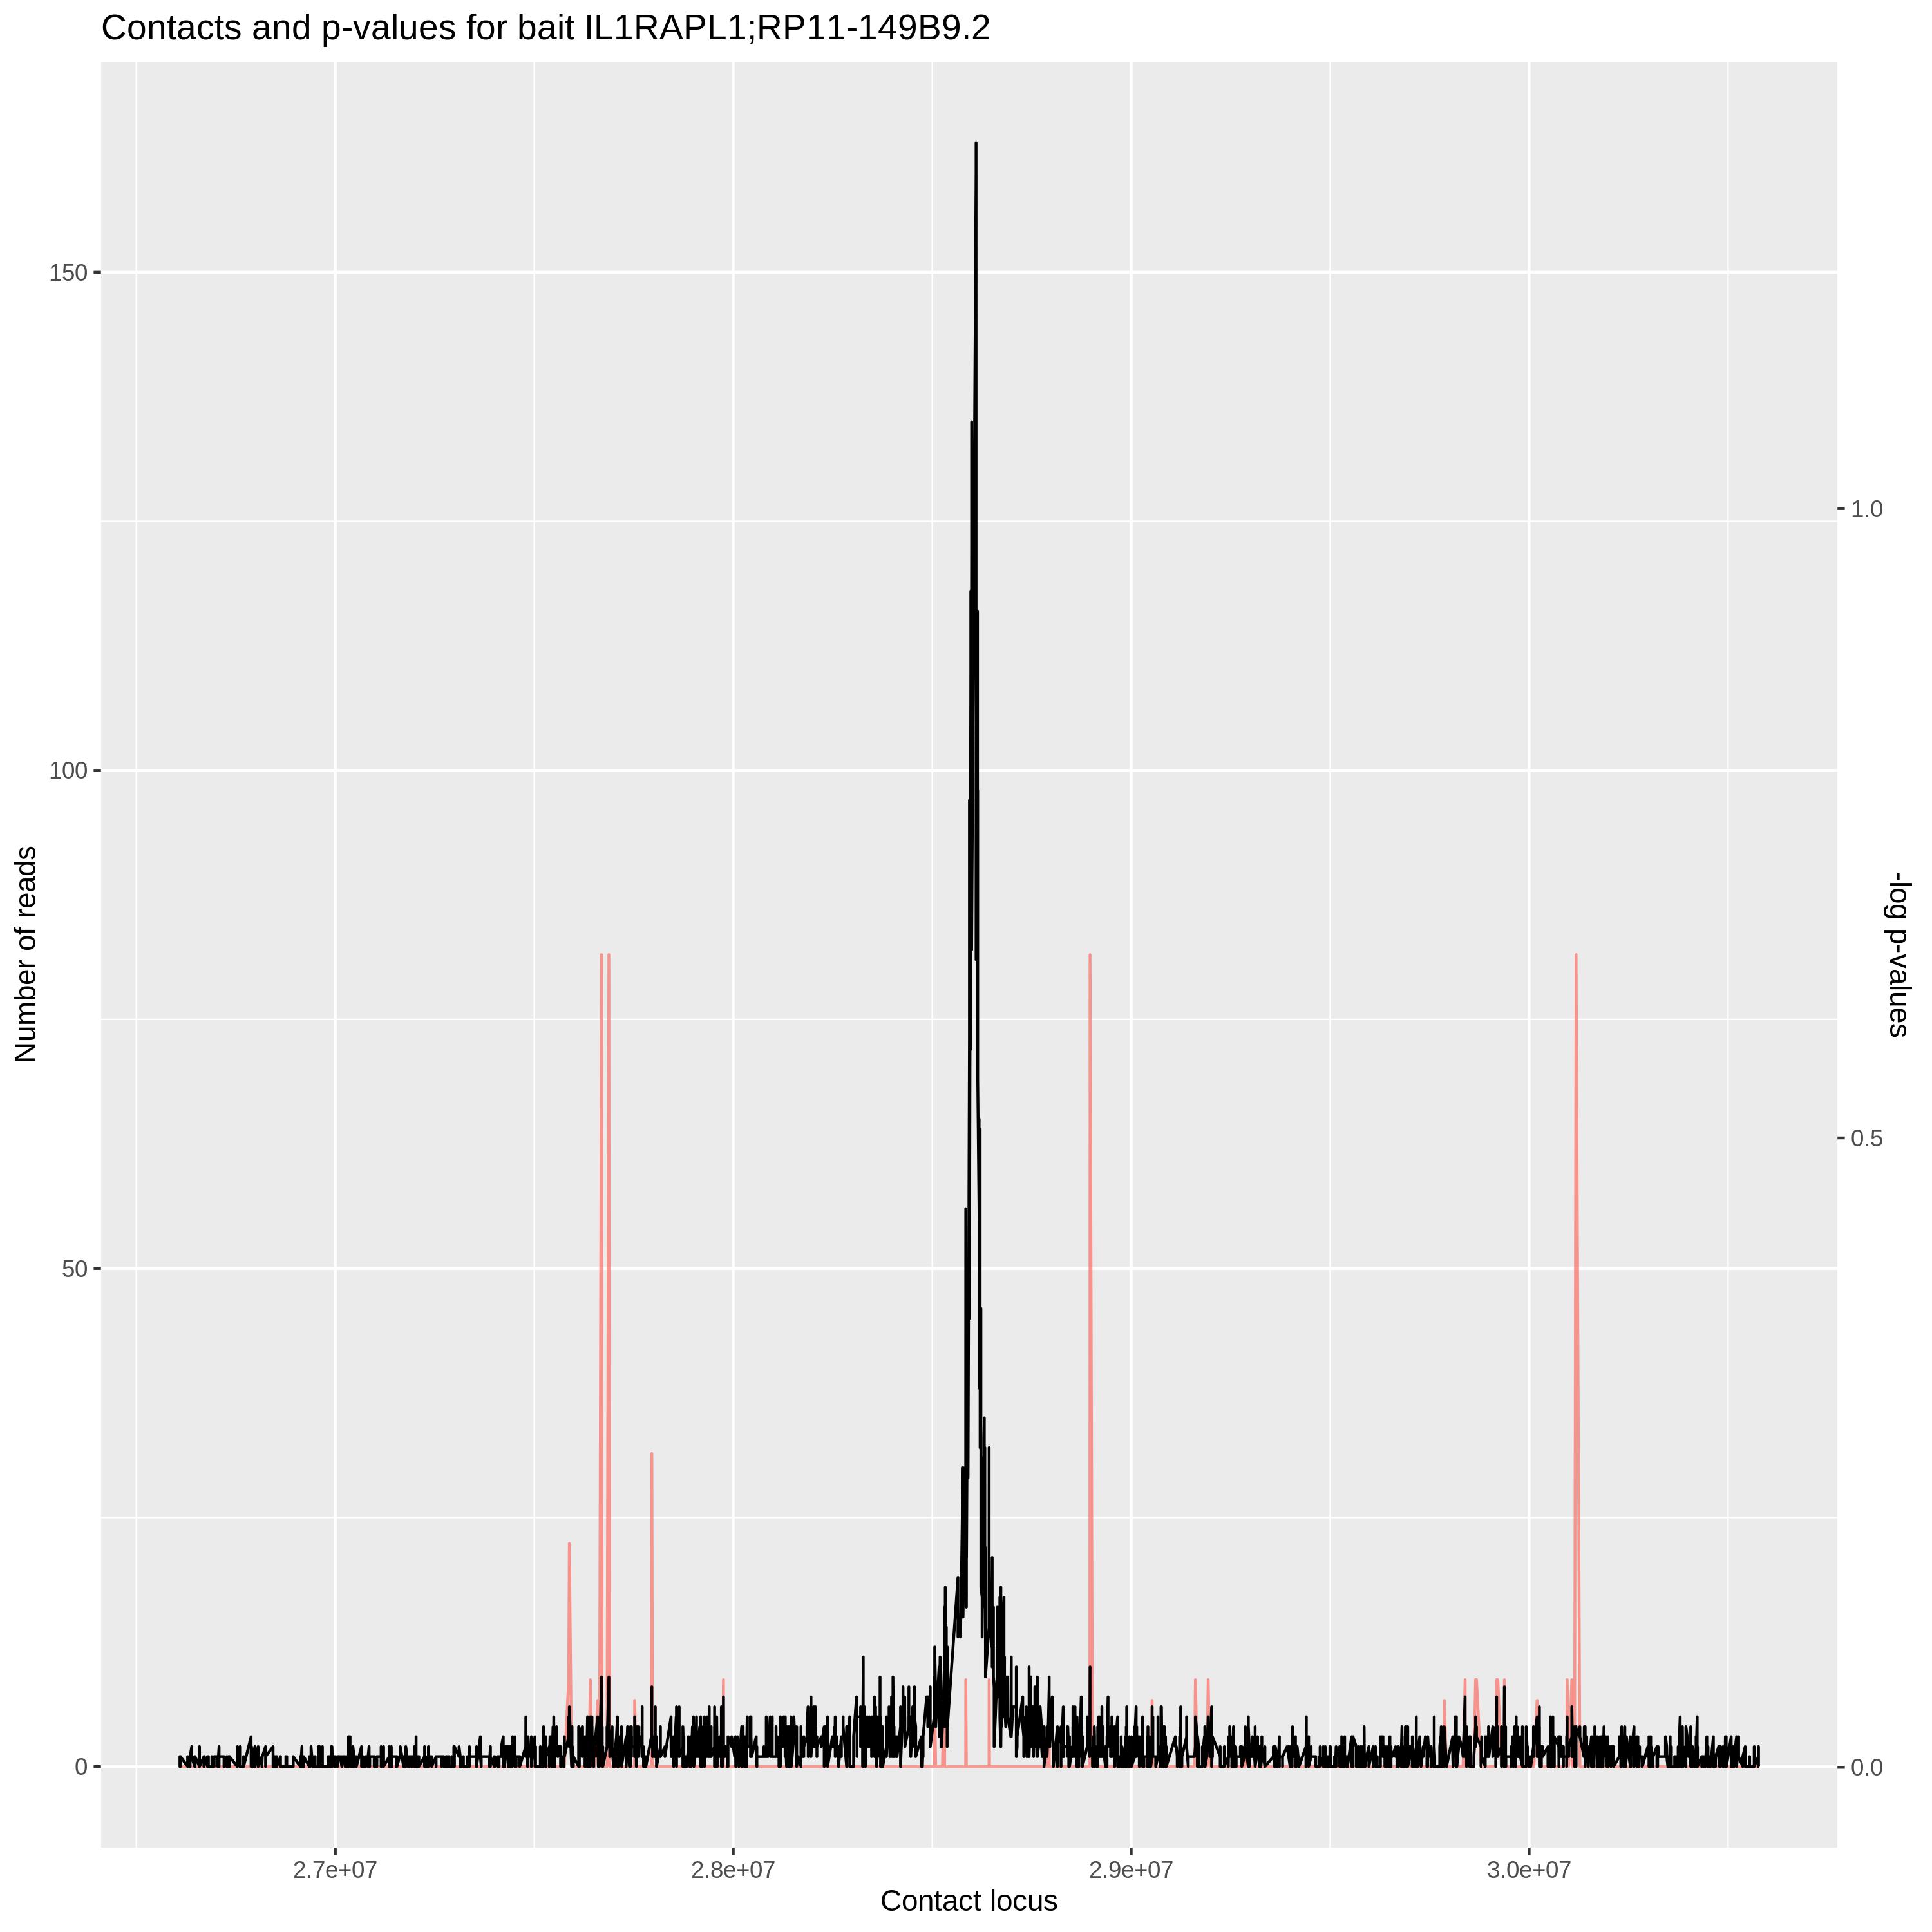 Contacts and p-values for bait IL1RAPL1;RP11-149B9.2
150
100
50
0
Number of reads
1.0
0.5
0.0
-log p-values
2.7e+07
2.8e+07
2.9e+07
3.0e+07
Contact locus